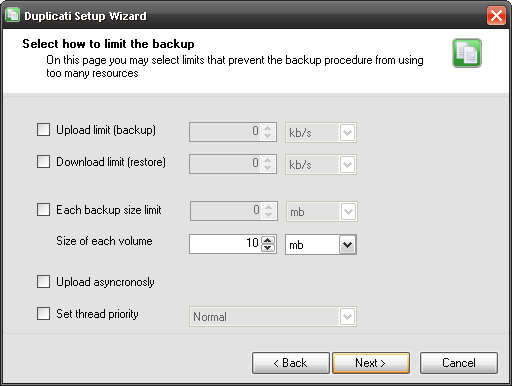 Duplicati Setup Wizard
Select how to limit the backup
On this page you may select limits that prevent the backup procedure from using
too many resources
Upload limit (backup) 0 kb/s
Download limit (restore) 0 kb/s
Each backup size limit 0 mb
Size of each volume 10 mb
Upload asyncronosly
Set thread priority Normal
< Back Next > Cancel